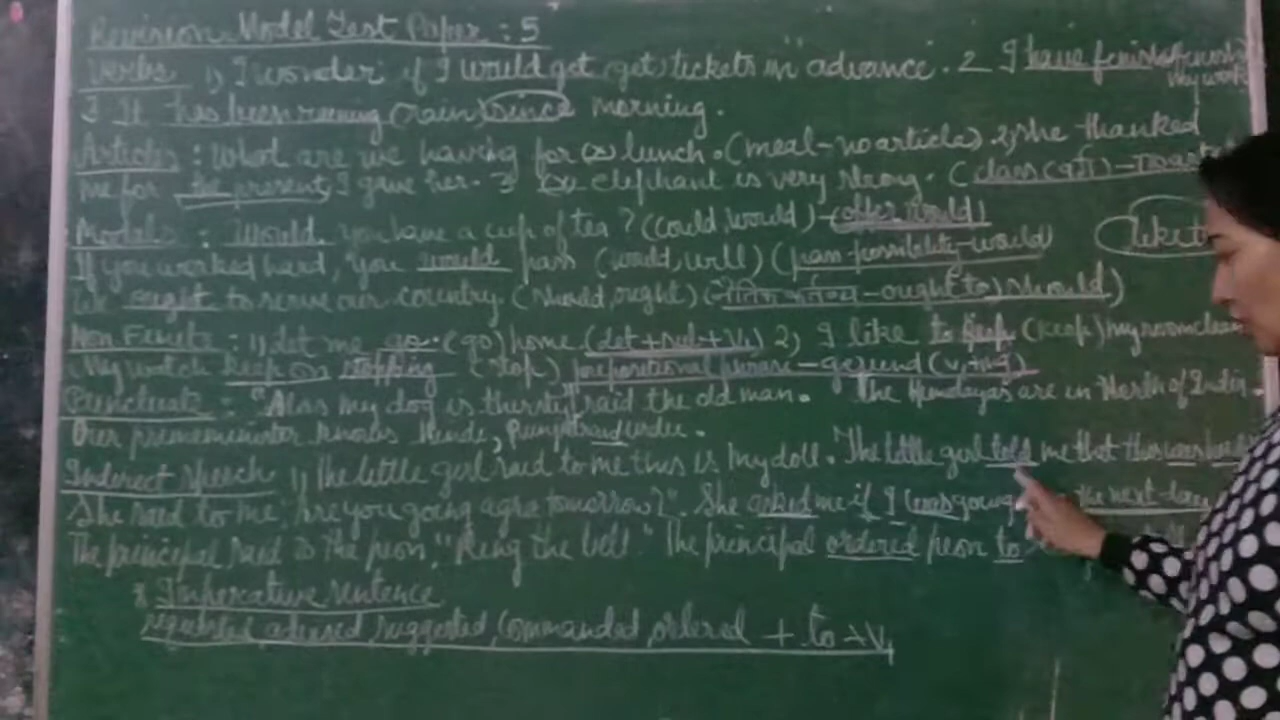 Revision Model Test Paper : 5
Verbs 1) I wonder if I would get (get) tickets in advance. 2 I have finished
my work
3 It has been raining (rain) since morning.
Articles : What are we having for (x) lunch. (meal - no article). 2) she thanked
me for the present I gave her. 3 (x) elephant is very strong. (class (वर्ग) -
Models : Would you have a cup of tea ? (could, would) - (offer would)
If you worked hard, you would pass (would, will) (
We ought to serve our country (should, ought) ( - ought to) should)
Non Finite : 1) Let me go (go) home (let + sub + V1) 2) I like to keep (keep) my room clean
My watch keep on stopping (stop) prepositional phrase - gerund (v1 + ing)
Punctuate : "Alas my dog is thirsty" said the old man. The Himalayas are in North of India
Our primeminister knows Hindi, Punjabi and
Indirect speech 1) The little girl said to me this is my doll. The little girl told me that
She said to me, Are you going agra tomorrow ?" She asked me if I was going the next day
The principal said to the peon, "Ring the bell." The principal ordered peon to
Imperative sentence
requested advised suggested, commanded, ordered + to + V1